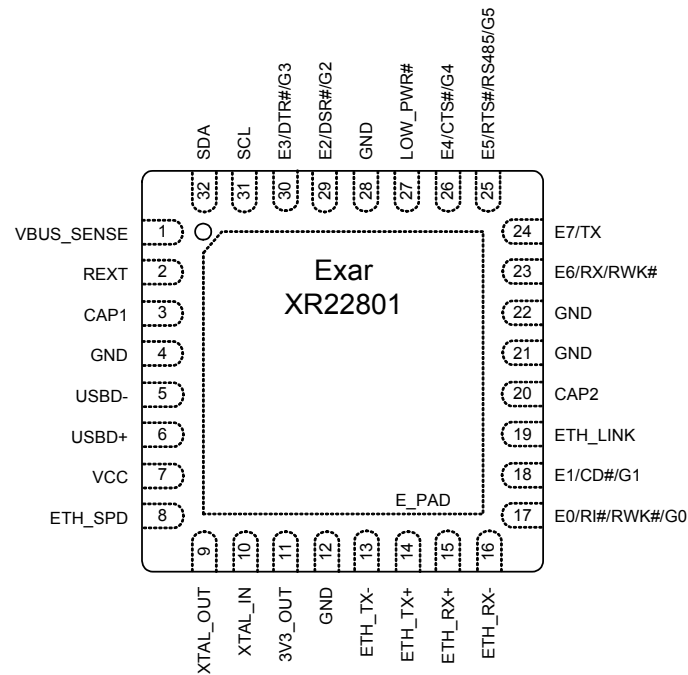 SDA
SCL
E3/DTR#/G3
E2/DSR#/G2
GND
LOW_PWR#
E4/CTS#/G4
E5/RTS#/RS485/G5
32
31
30
29
28
27
26
25
VBUS_SENSE 1
REXT 2
CAP1 3
GND 4
USBD- 5
USBD+ 6
VCC 7
ETH_SPD 8
Exar
XR22801
E_PAD
24 E7/TX
23 E6/RX/RWK#
22 GND
21 GND
20 CAP2
19 ETH_LINK
18 E1/CD#/G1
17 E0/RI#/RWK#/G0
9
10
11
12
13
14
15
16
XTAL_OUT
XTAL_IN
3V3_OUT
GND
ETH_TX-
ETH_TX+
ETH_RX+
ETH_RX-